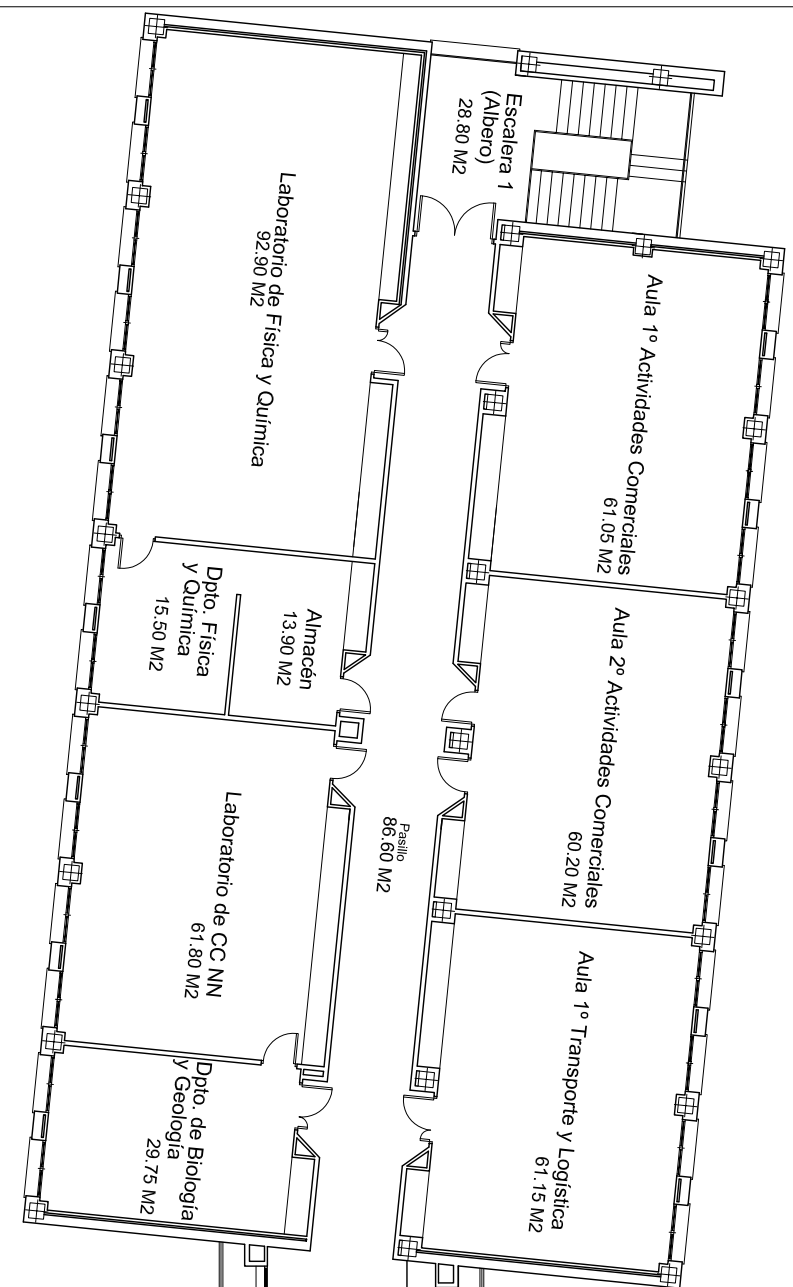 Escalera 1
(Albero)
28.80 M2
Laboratorio de Física y Química
92.90 M2
Aula 1º Actividades Comerciales
61.05 M2
Dpto. Física
y Química
15.50 M2
Almacén
13.90 M2
Aula 2º Actividades Comerciales
60.20 M2
Pasillo
86.60 M2
Laboratorio de CC NN
61.80 M2
Aula 1º Transporte y Logística
61.15 M2
Dpto. de Biología
y Geología
29.75 M2